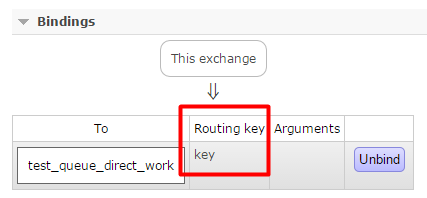 Bindings
This exchange
⇓
To Routing key Arguments
test_queue_direct_work key Unbind